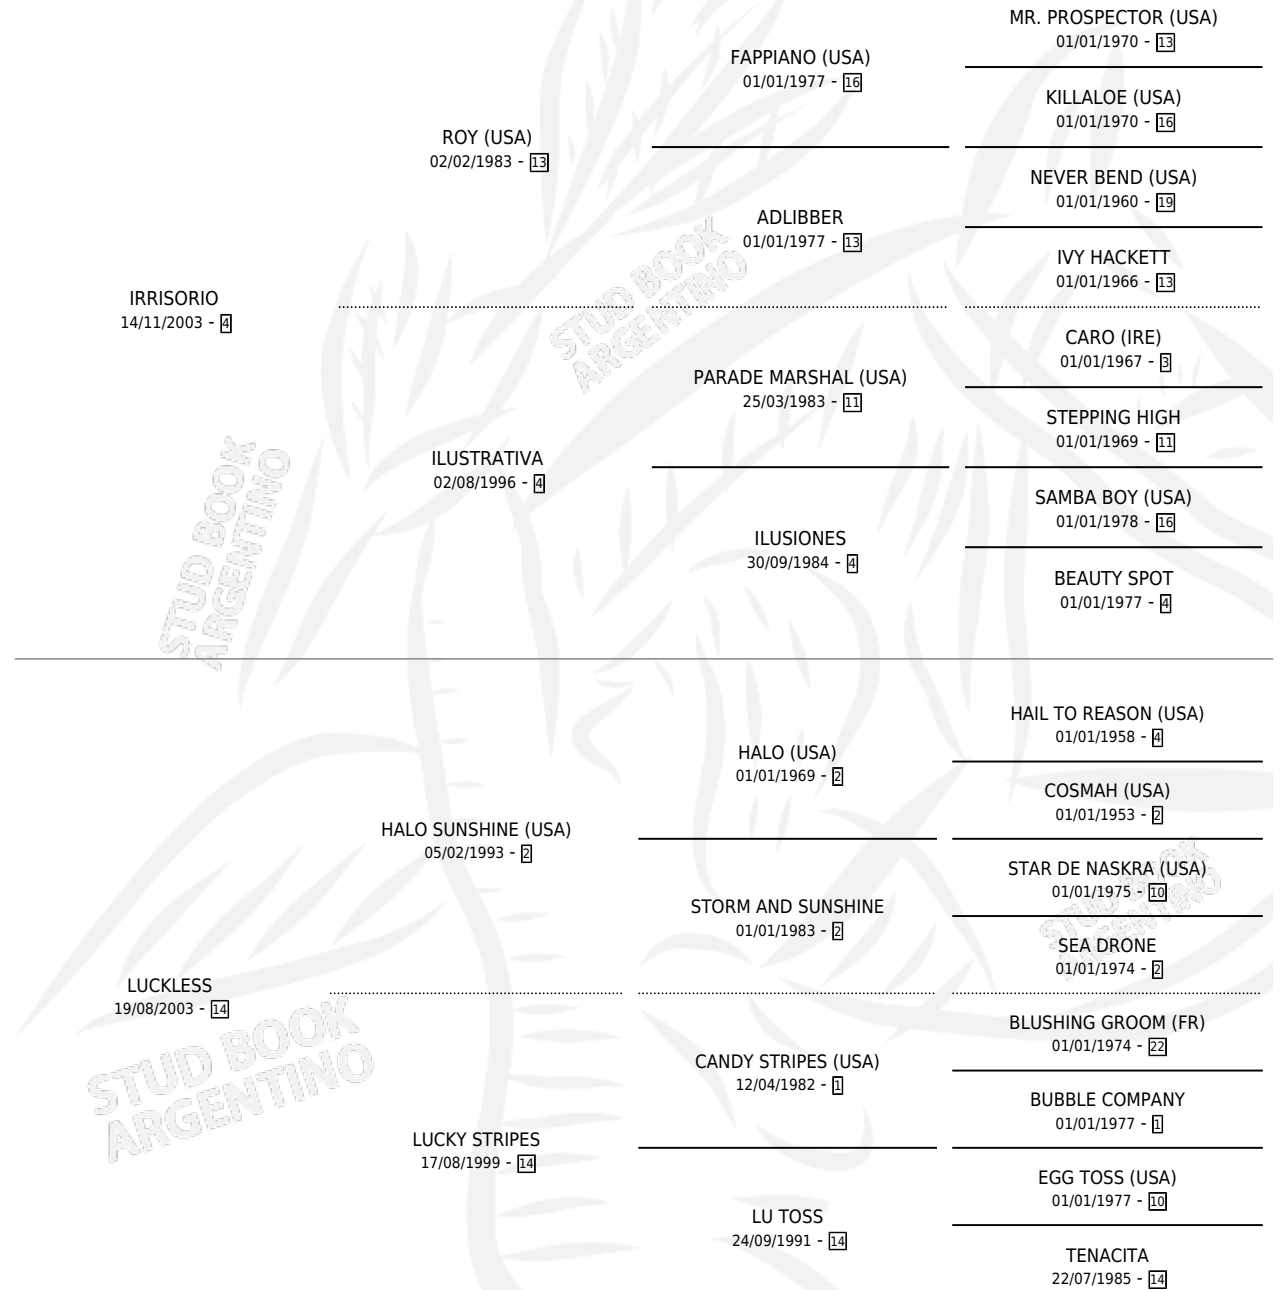 MR. PROSPECTOR (USA)
01/01/1970 - 13
FAPPIANO (USA)
01/01/1977 - 16
KILLALOE (USA)
01/01/1970 - 16
ROY (USA)
02/02/1983 - 13
NEVER BEND (USA)
01/01/1960 - 19
ADLIBBER
01/01/1977 - 13
IVY HACKETT
01/01/1966 - 13
IRRISORIO
14/11/2003 - 4
CARO (IRE)
01/01/1967 - 3
PARADE MARSHAL (USA)
25/03/1983 - 11
STEPPING HIGH
01/01/1969 - 11
ILUSTRATIVA
02/08/1996 - 4
SAMBA BOY (USA)
01/01/1978 - 16
ILUSIONES
30/09/1984 - 4
BEAUTY SPOT
01/01/1977 - 4
STUD BOOK
ARGENTINO
STUD BOOK
ARGENTINO
HAIL TO REASON (USA)
01/01/1958 - 4
HALO (USA)
01/01/1969 - 2
COSMAH (USA)
01/01/1953 - 2
HALO SUNSHINE (USA)
05/02/1993 - 2
STAR DE NASKRA (USA)
01/01/1975 - 10
STORM AND SUNSHINE
01/01/1983 - 2
SEA DRONE
01/01/1974 - 2
STUD BOOK
ARGENTINO
LUCKLESS
19/08/2003 - 14
BLUSHING GROOM (FR)
01/01/1974 - 22
CANDY STRIPES (USA)
12/04/1982 - 1
BUBBLE COMPANY
01/01/1977 - 1
STUD BOOK
ARGENTINO
LUCKY STRIPES
17/08/1999 - 14
EGG TOSS (USA)
01/01/1977 - 10
LU TOSS
24/09/1991 - 14
TENACITA
22/07/1985 - 14